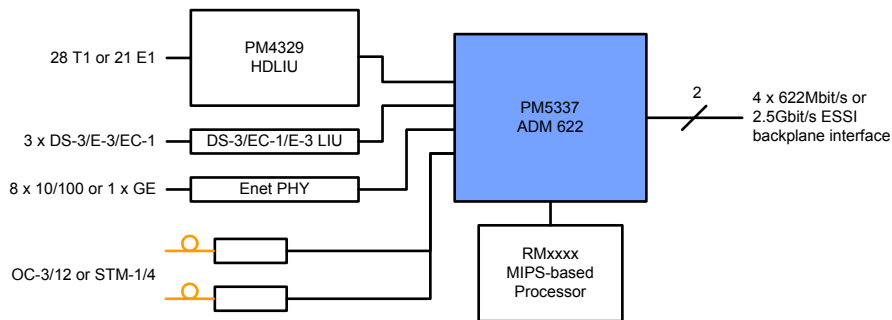 28 T1 or 21 E1
PM4329
HDLIU
3 x DS-3/E-3/EC-1
DS-3/EC-1/E-3 LIU
8 x 10/100 or 1 x GE
Enet PHY
OC-3/12 or STM-1/4
PM5337
ADM 622
RMxxxx
MIPS-based
Processor
2
4 x 622Mbit/s or
2.5Gbit/s ESSI
backplane interface